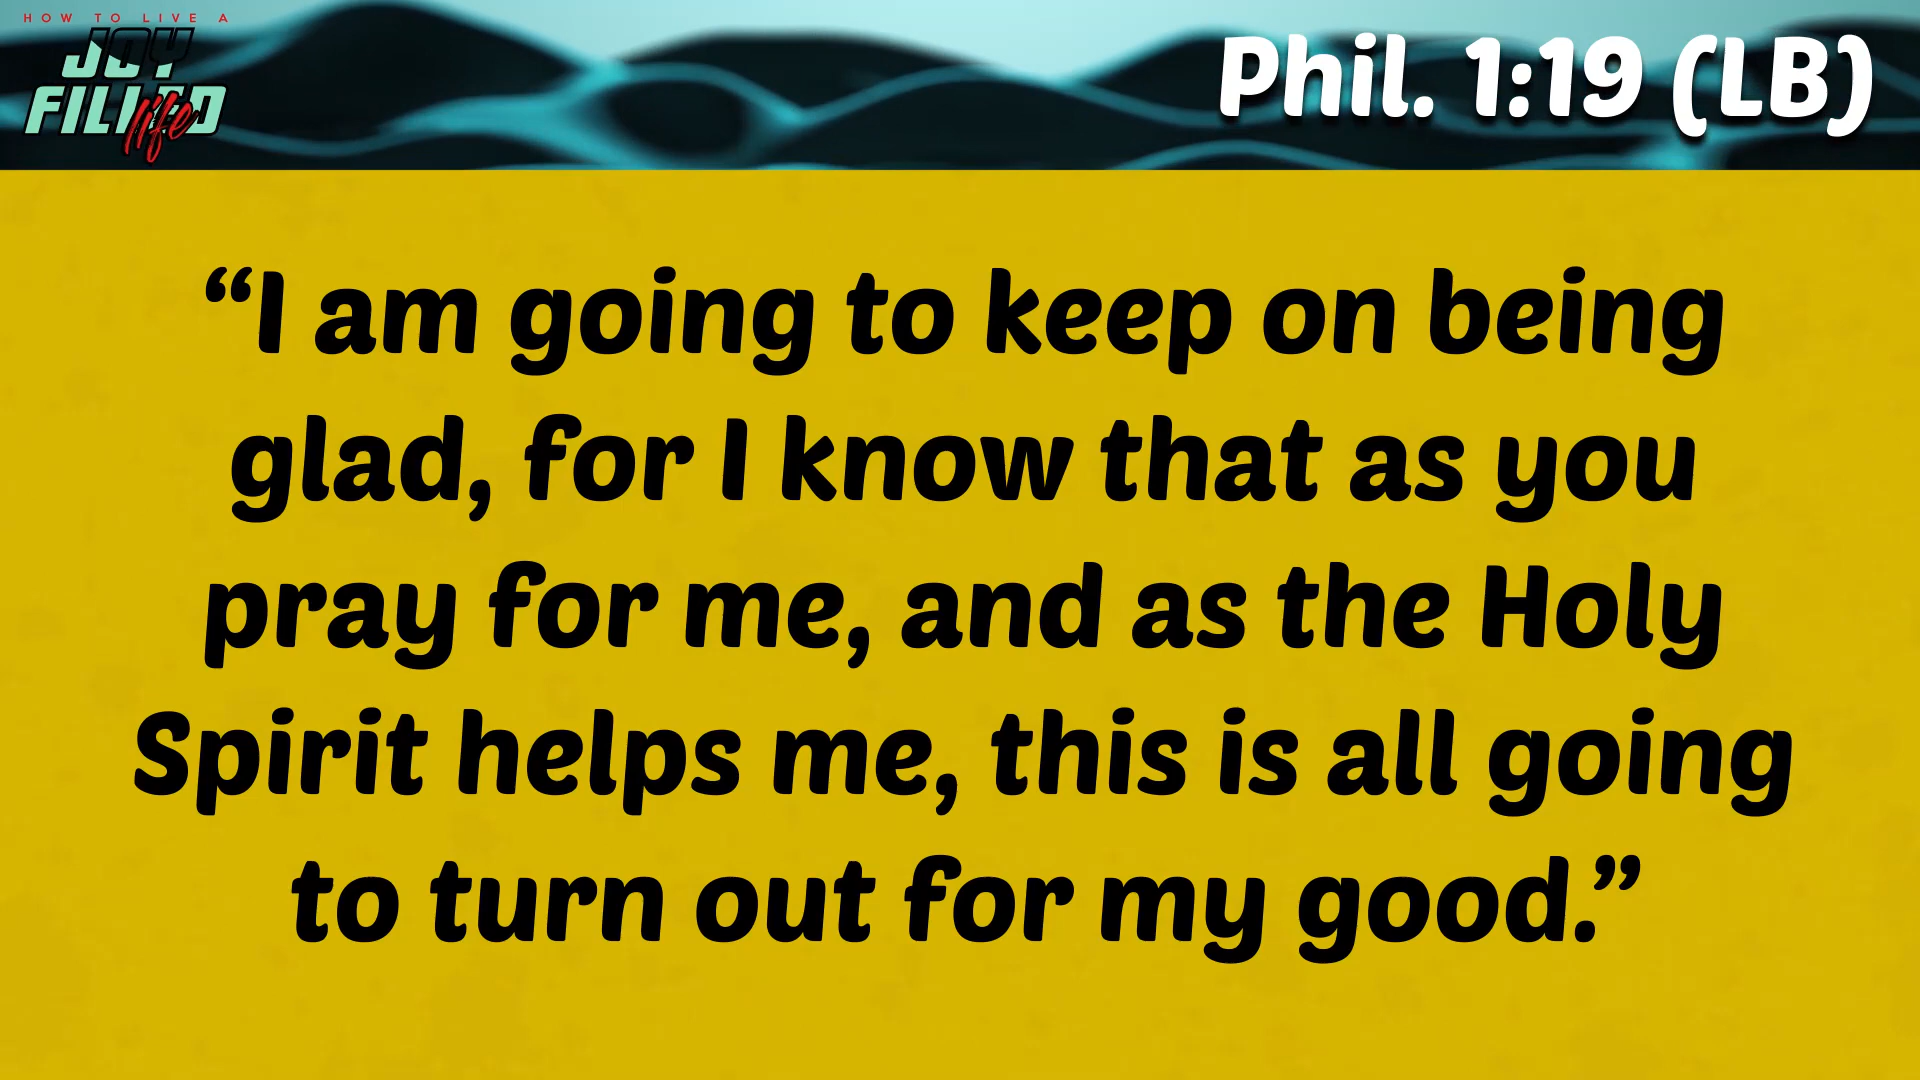 HOW TO LIVE A
JOY
FILLED
life
Phil. 1:19 (LB)
“I am going to keep on being
glad, for I know that as you
pray for me, and as the Holy
Spirit helps me, this is all going
to turn out for my good.”